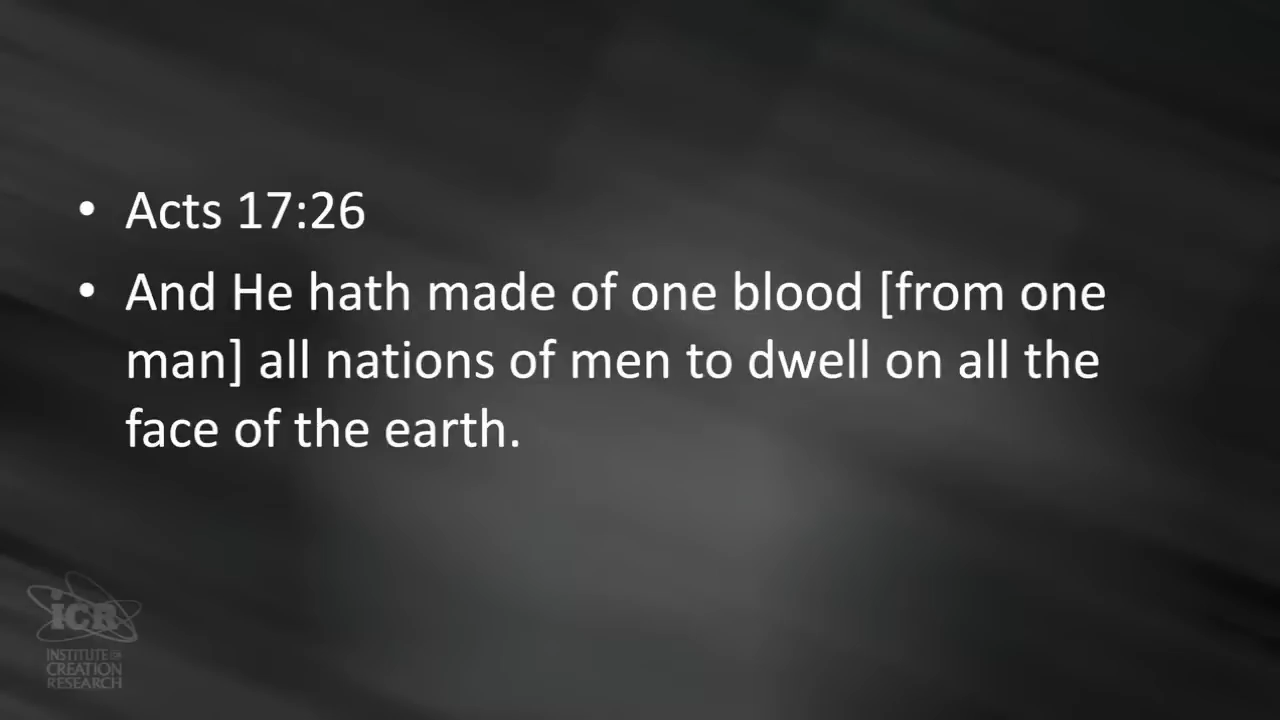 • Acts 17:26
• And He hath made of one blood [from one
man] all nations of men to dwell on all the
face of the earth.
iCR
INSTITUTE for
CREATION
RESEARCH